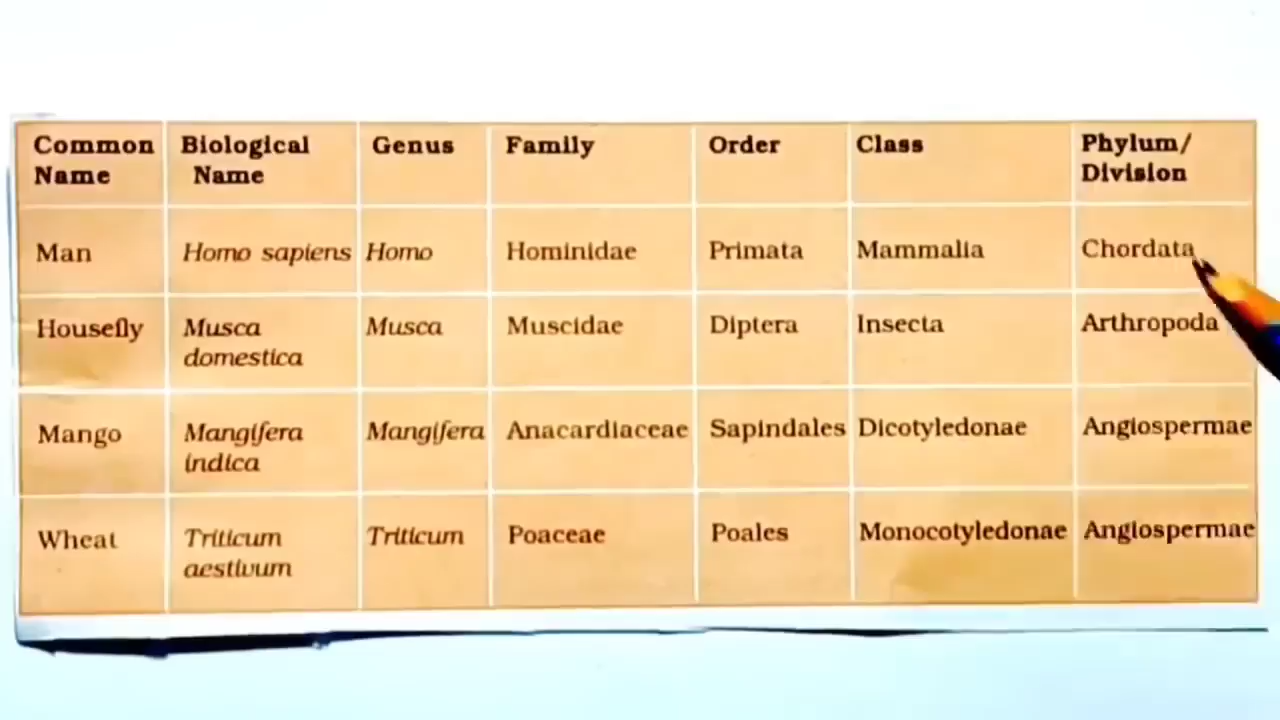 Common Name Biological Name Genus Family Order Class Phylum/ Division
Man Homo sapiens Homo Hominidae Primata Mammalia Chordata
Housefly Musca domestica Musca Muscidae Diptera Insecta Arthropoda
Mango Mangifera indica Mangifera Anacardiaceae Sapindales Dicotyledonae Angiospermae
Wheat Triticum aestivum Triticum Poaceae Poales Monocotyledonae Angiospermae